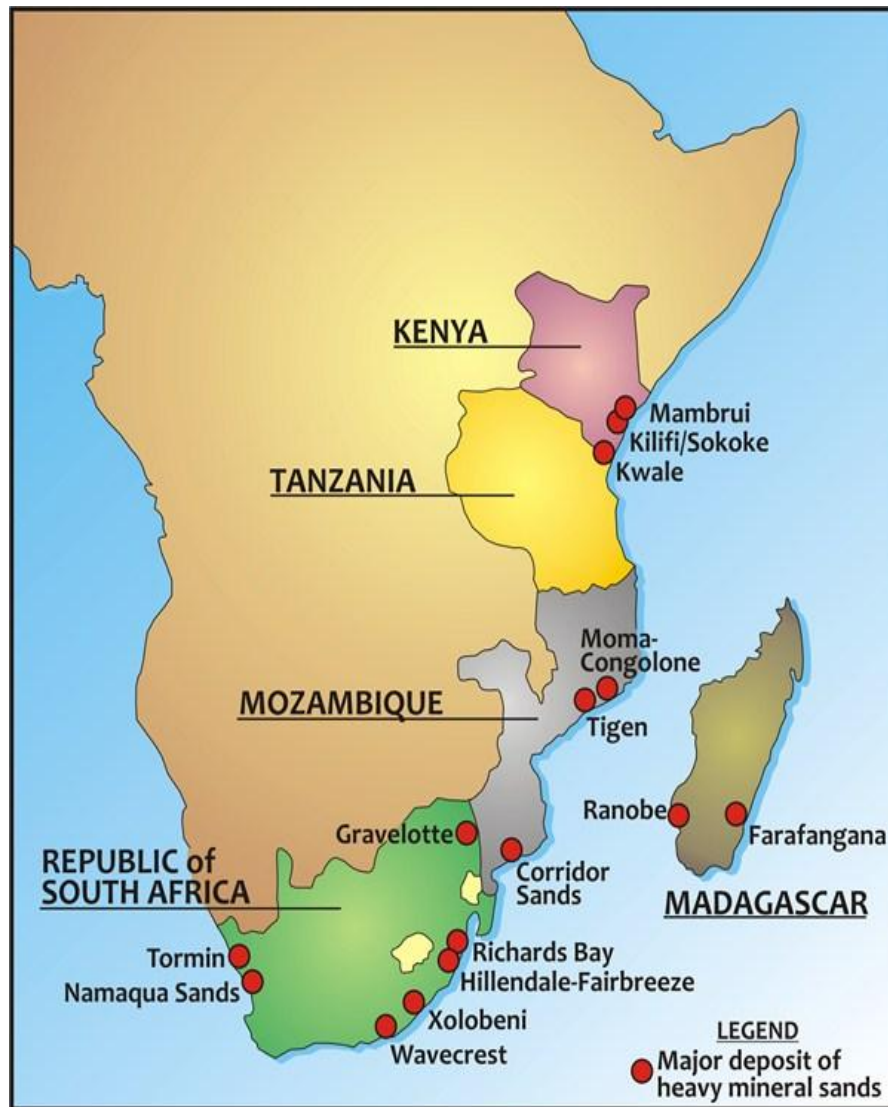 KENYA
Mambrui
Kilifi/Sokoke
Kwale
TANZANIA
Moma-
Congolone
MOZAMBIQUE
Tigen
Ranobe
Farafangana
Gravelotte
REPUBLIC of
SOUTH AFRICA
Corridor
Sands
MADAGASCAR
Tormin
Richards Bay
Namaqua Sands
Hillendale-Fairbreeze
Xolobeni
Wavecrest
LEGEND
Major deposit of
heavy mineral sands